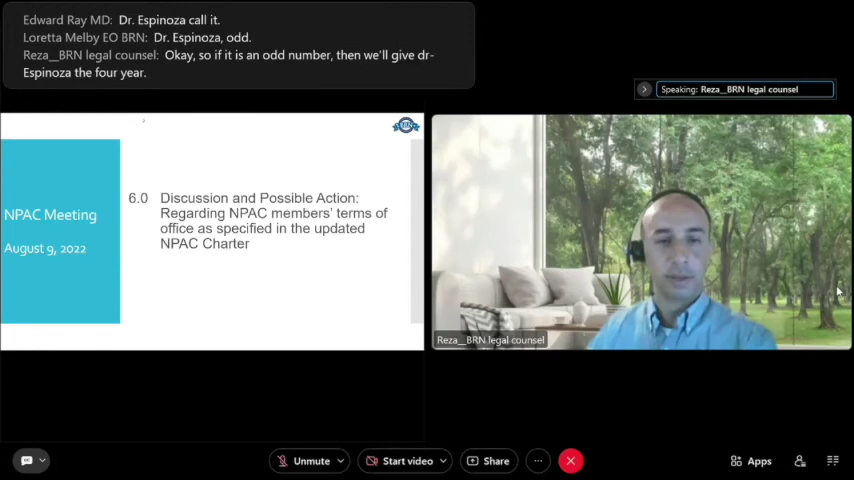 Edward Ray MD: Dr. Espinoza call it.
Loretta Melby EO BRN: Dr. Espinoza, odd.
Reza__BRN legal counsel: Okay, so if it is an odd number, then we'll give dr-
Espinoza the four year.
Speaking: Reza__BRN legal counsel
NPAC Meeting
August 9, 2022
6.0 Discussion and Possible Action:
Regarding NPAC members' terms of
office as specified in the updated
NPAC Charter
Reza__BRN legal counsel
Unmute
Start video
Share
Apps